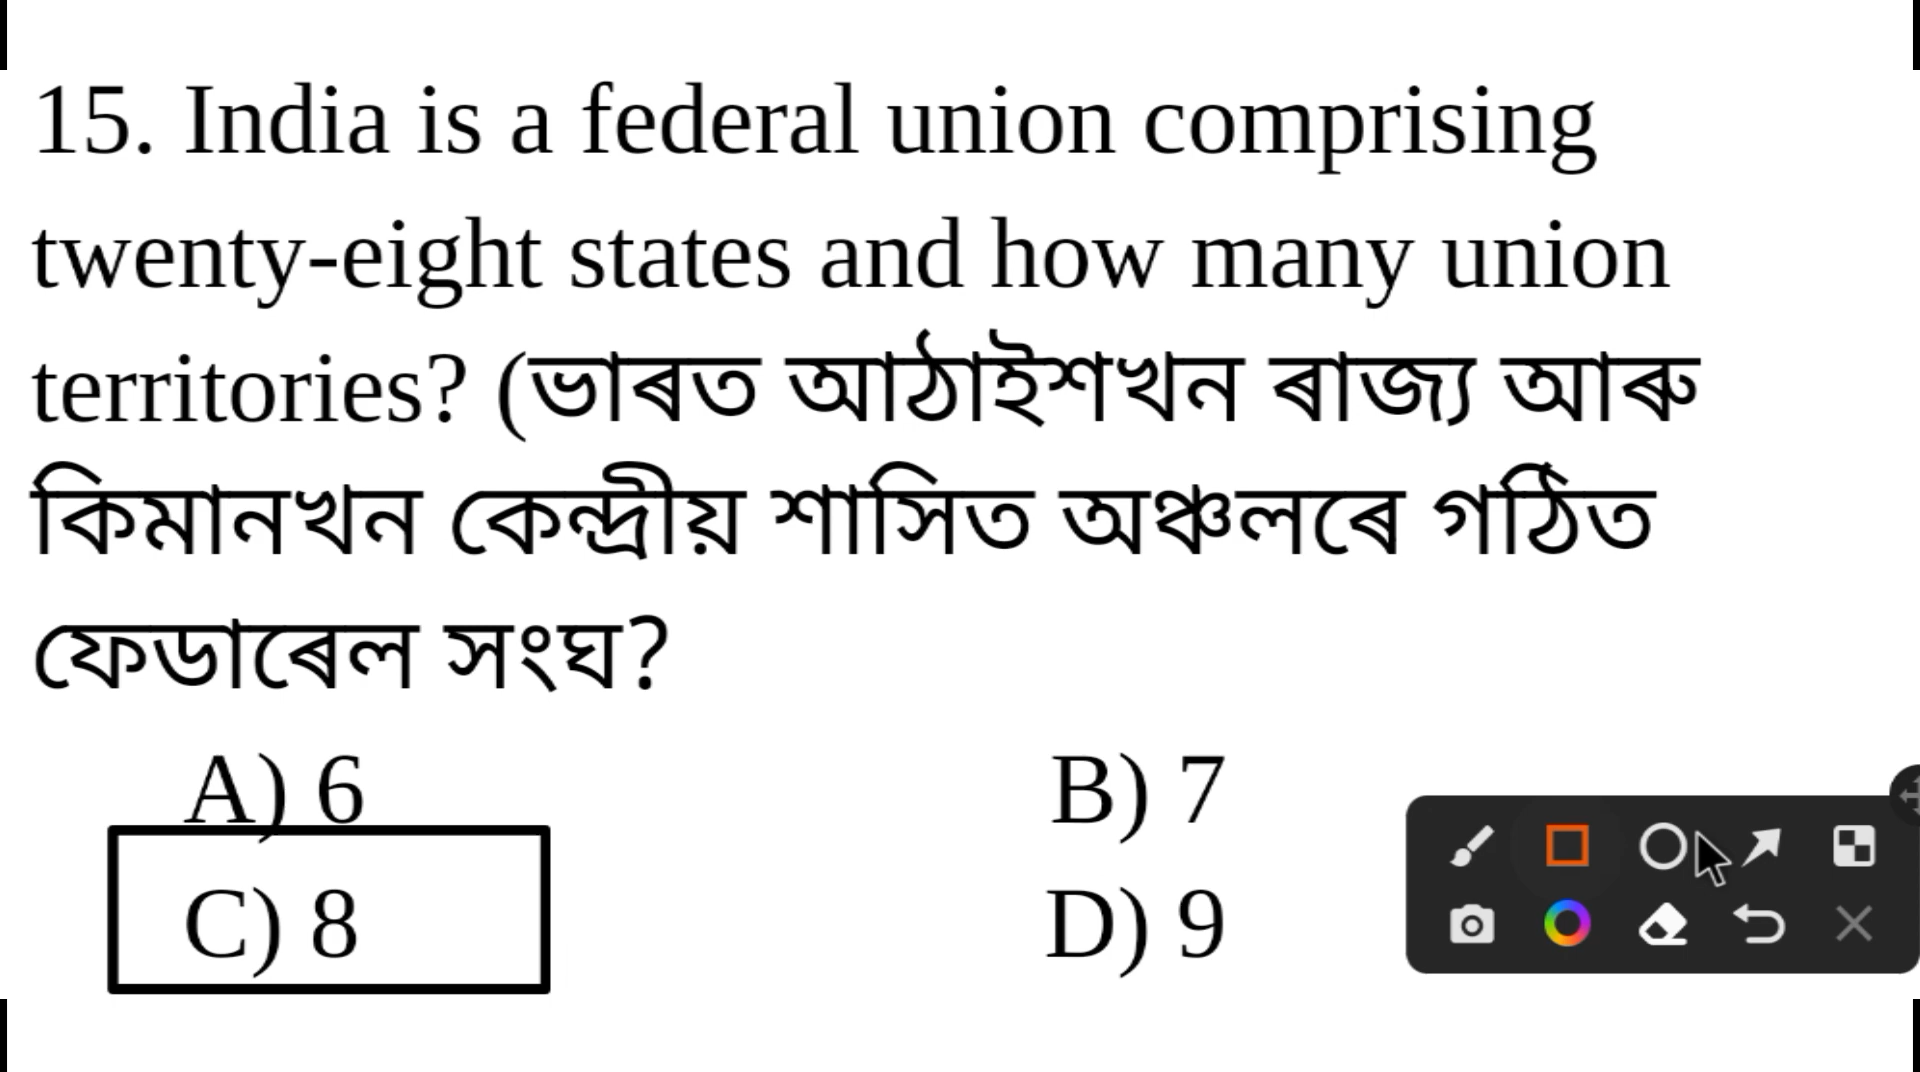 15. India is a federal union comprising
twenty-eight states and how many union
territories? (ভাৰত আঠাইশখন ৰাজ্য আৰু
কিমানখন কেন্দ্ৰীয় শাসিত অঞ্চলৰে গঠিত
ফেডাৰেল সংঘ?
A) 6 B) 7
C) 8 D) 9